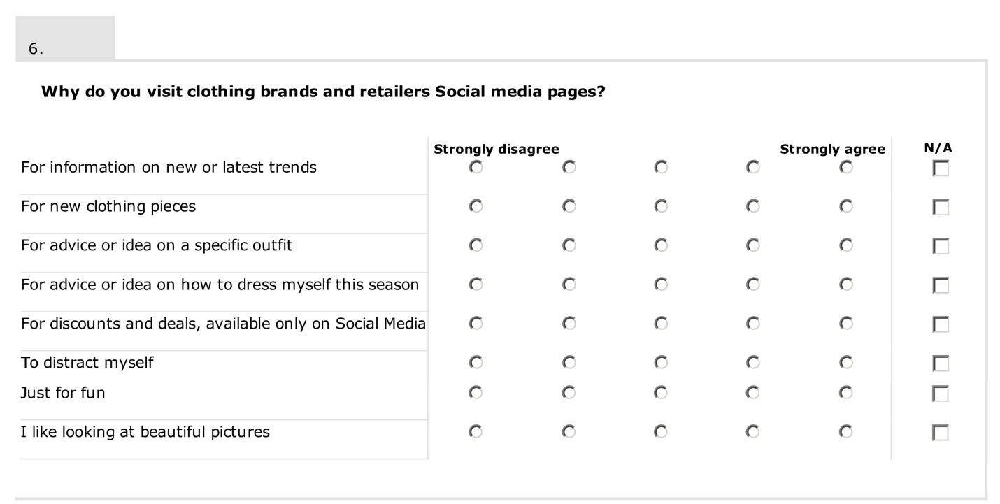 6.
Why do you visit clothing brands and retailers Social media pages?
Strongly disagree Strongly agree N/A
For information on new or latest trends
For new clothing pieces
For advice or idea on a specific outfit
For advice or idea on how to dress myself this season
For discounts and deals, available only on Social Media
To distract myself
Just for fun
I like looking at beautiful pictures